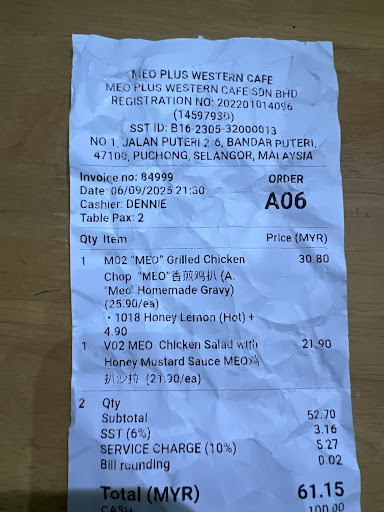 MEO PLUS WESTERN CAFE
MEO PLUS WESTERN CAFE SDN BHD
REGISTRATION NO: 202201014096
(1459793D)
SST ID: B16-2305-32000013
NO 1, JALAN PUTERI 2/6, BANDAR PUTERI,
47100, PUCHONG, SELANGOR, MALAYSIA
Invoice no: 84999
ORDER
Date: 06/09/2025 21:30
Cashier: DENNIE
A06
Table Pax: 2
Qty Item Price (MYR)
1 M02 "MEO" Grilled Chicken 30.80
Chop "MEO"香煎鸡扒 (A.
"Meo" Homemade Gravy)
(25.90/ea)
• 1018 Honey Lemon (Hot) +
4.90
1 V02 MEO Chicken Salad with 21.90
Honey Mustard Sauce MEO鸡
扒沙拉 (21.90/ea)
2 Qty
Subtotal 52.70
SST (6%) 3.16
SERVICE CHARGE (10%) 5.27
Bill rounding 0.02
Total (MYR) 61.15
CASH 100.00